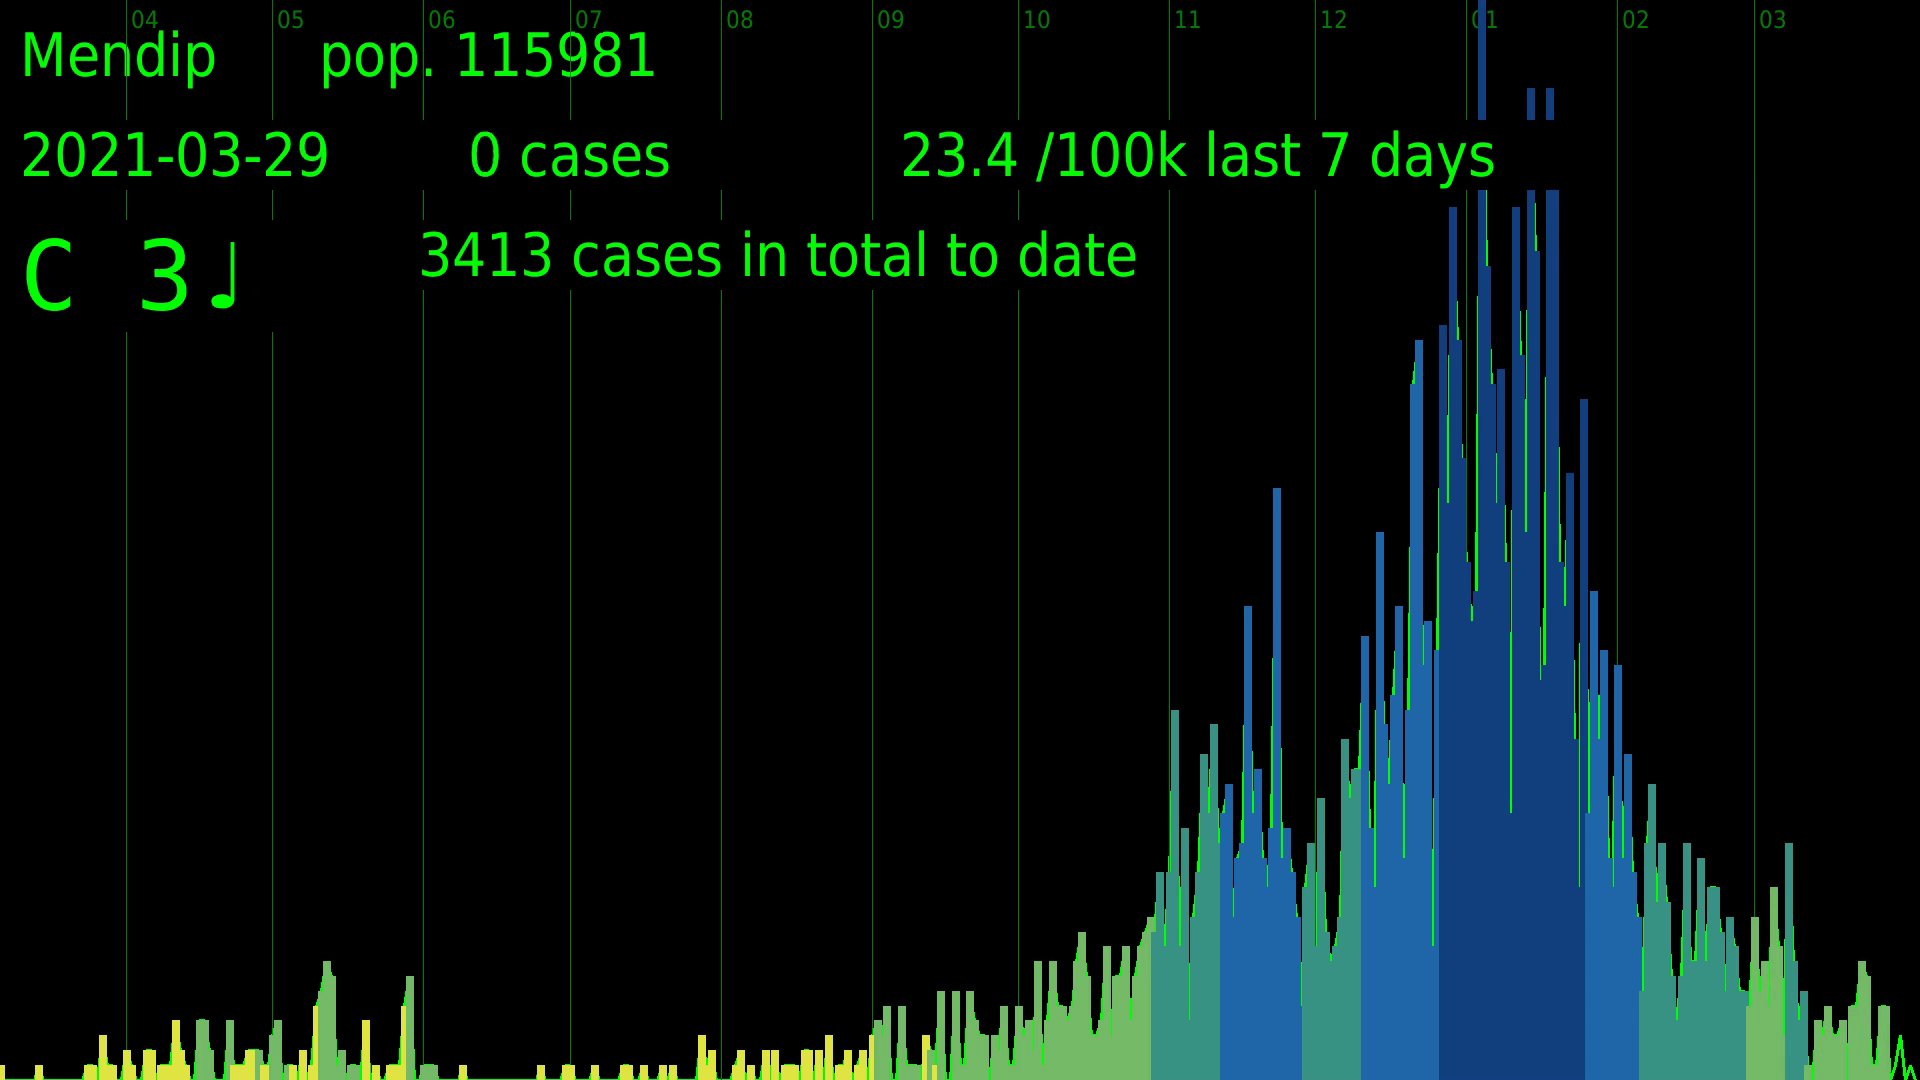 04 05 06 07 08 09 10 11 12 01 02 03
Mendip pop. 115981
2021-03-29 0 cases 23.4 /100k last 7 days
C 3♩ 3413 cases in total to date